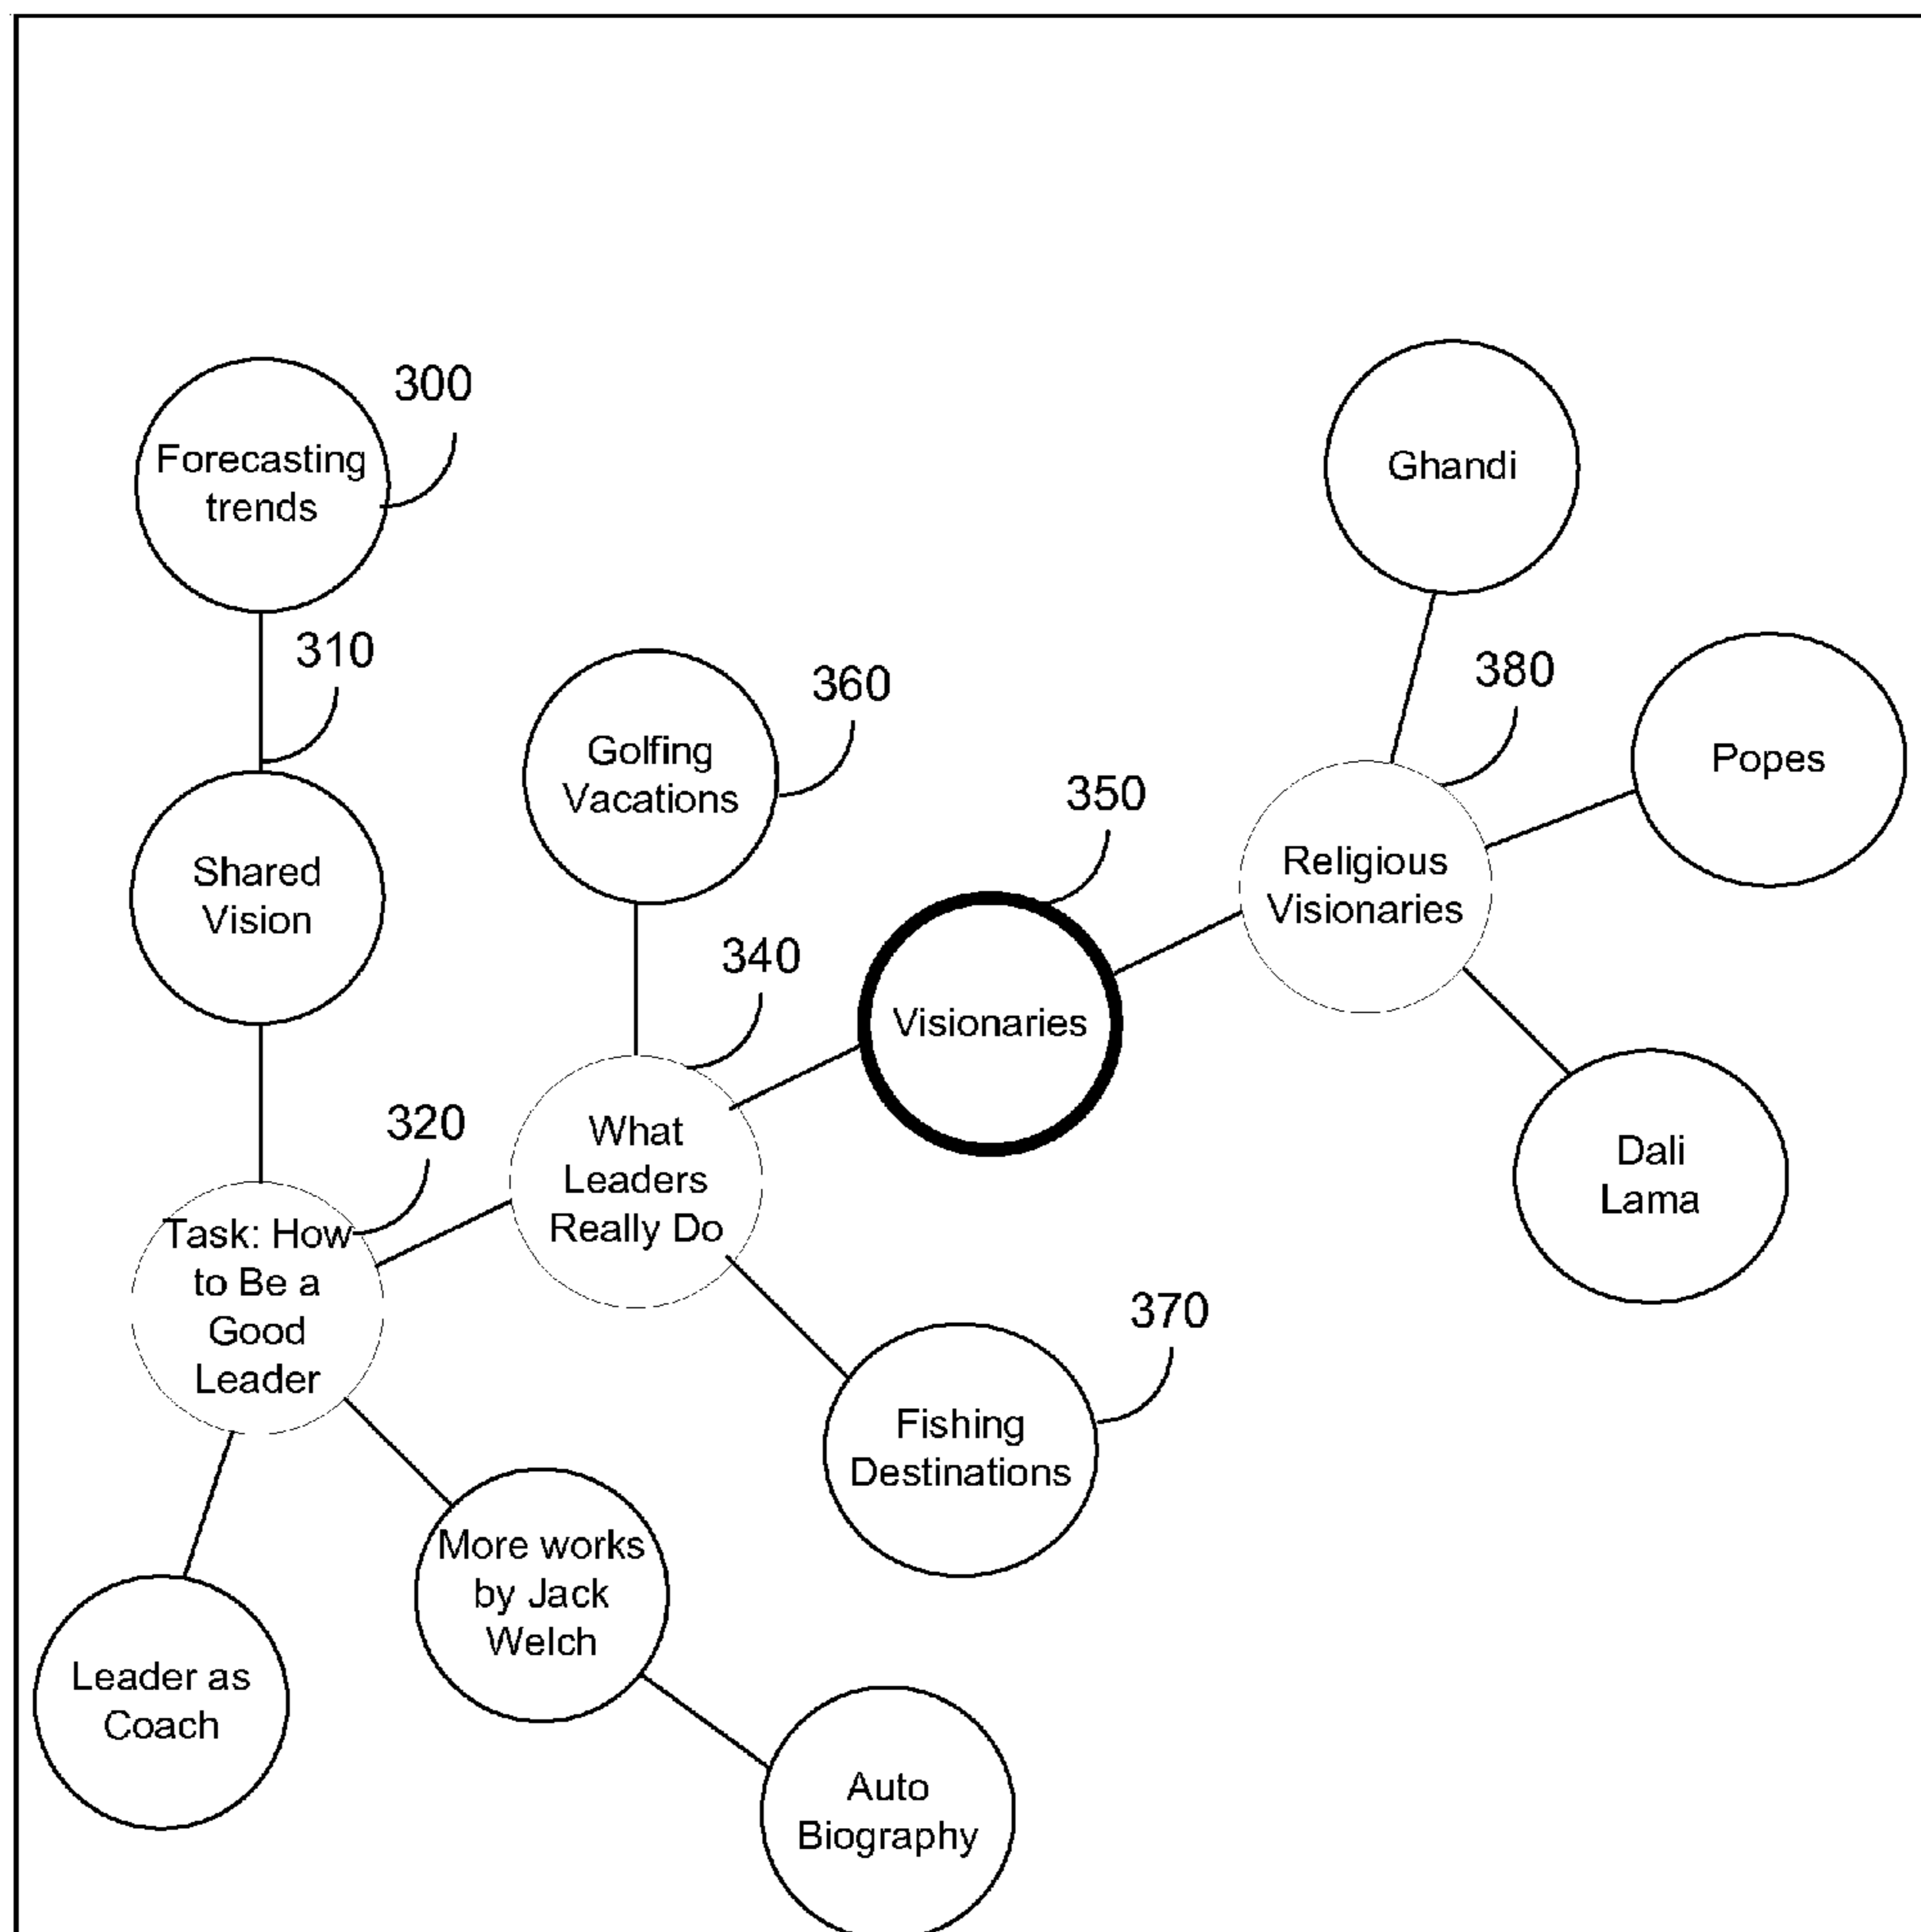 300
Forecasting
trends
Ghandi
310
360
380
Golfing
Vacations
Popes
350
Shared
Vision
Religious
Visionaries
340
Visionaries
320
What
Leaders
Really Do
Dali
Lama
Task: How
to Be a
Good
Leader
370
Fishing
Destinations
More works
by Jack
Welch
Leader as
Coach
Auto
Biography